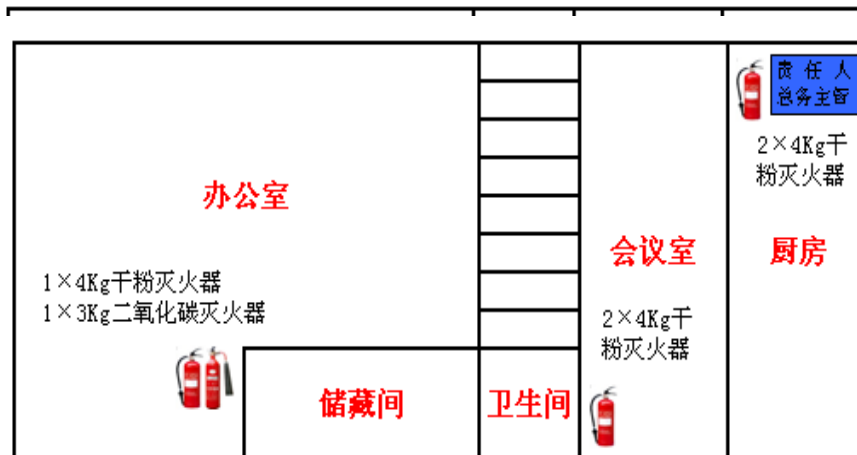 责任人
总务主管
2×4Kg干
粉灭火器
办公室
会议室
厨房
1×4Kg干粉灭火器
1×3Kg二氧化碳灭火器
2×4Kg干
粉灭火器
储藏间
卫生间